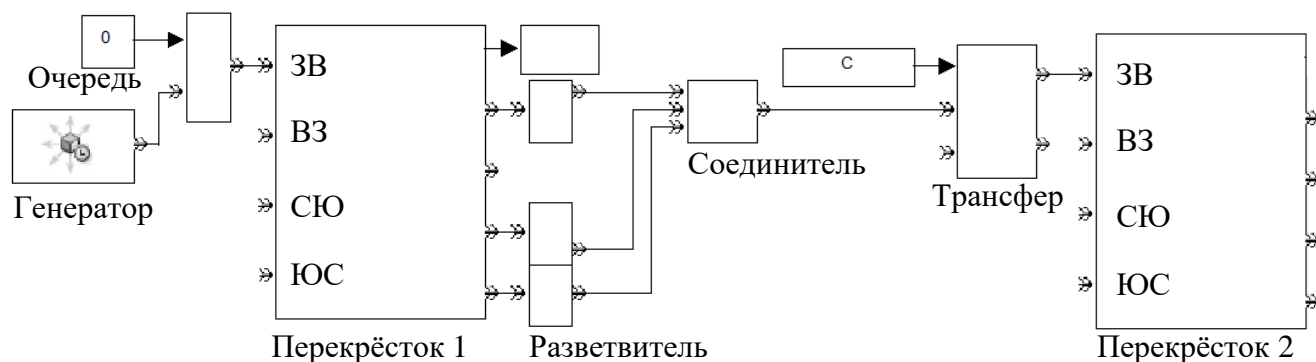 0
Очередь
Генератор
ЗВ
ВЗ
СЮ
ЮС
Перекрёсток 1
Разветвитель
Соединитель
C
Трансфер
ЗВ
ВЗ
СЮ
ЮС
Перекрёсток 2